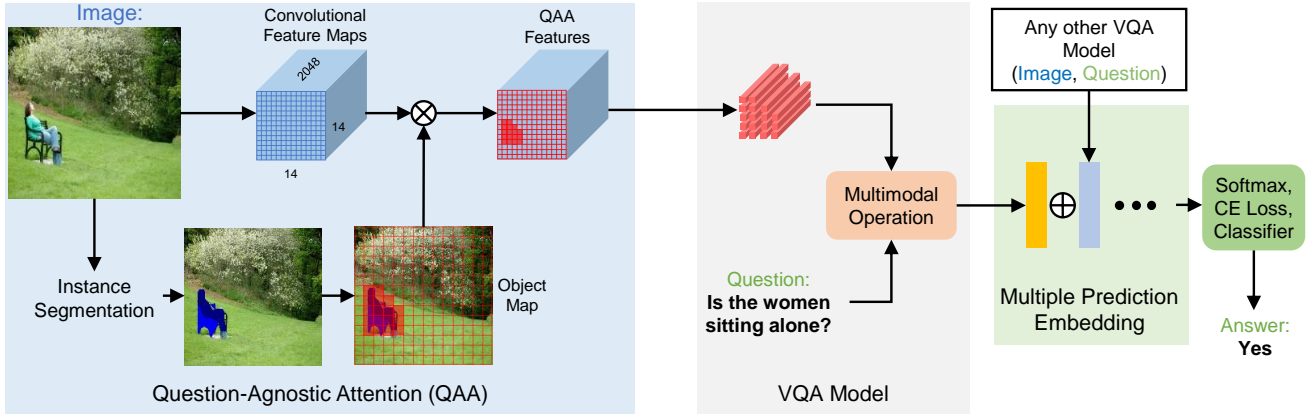 Image:
Convolutional
Feature Maps
2048
14
14
QAA
Features
Instance
Segmentation
Object
Map
Question-Agnostic Attention (QAA)
Question:
Is the women
sitting alone?
Multimodal
Operation
VQA Model
Any other VQA
Model
(Image, Question)
Multiple Prediction
Embedding
Softmax,
CE Loss,
Classifier
Answer:
Yes